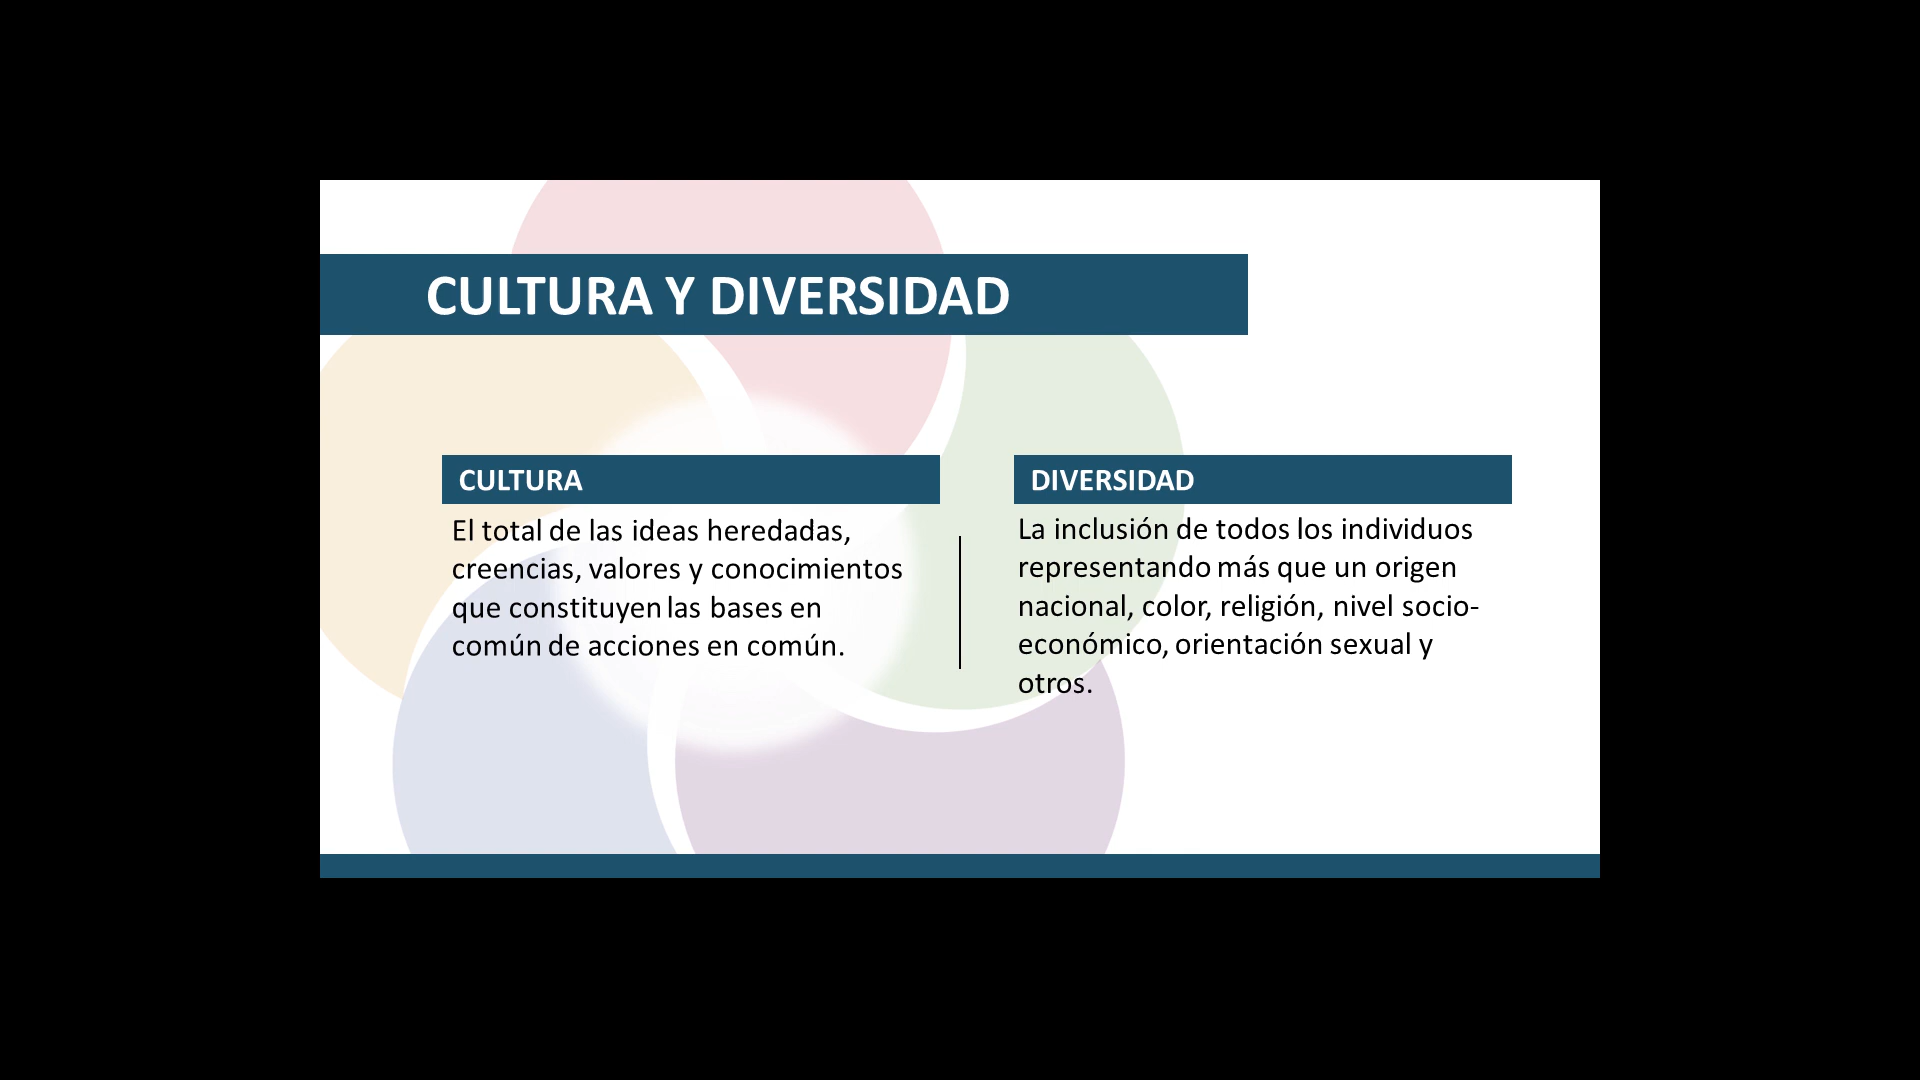 CULTURA Y DIVERSIDAD
CULTURA
El total de las ideas heredadas,
creencias, valores y conocimientos
que constituyen las bases en
común de acciones en común.
DIVERSIDAD
La inclusión de todos los individuos
representando más que un origen
nacional, color, religión, nivel socio-
económico, orientación sexual y
otros.